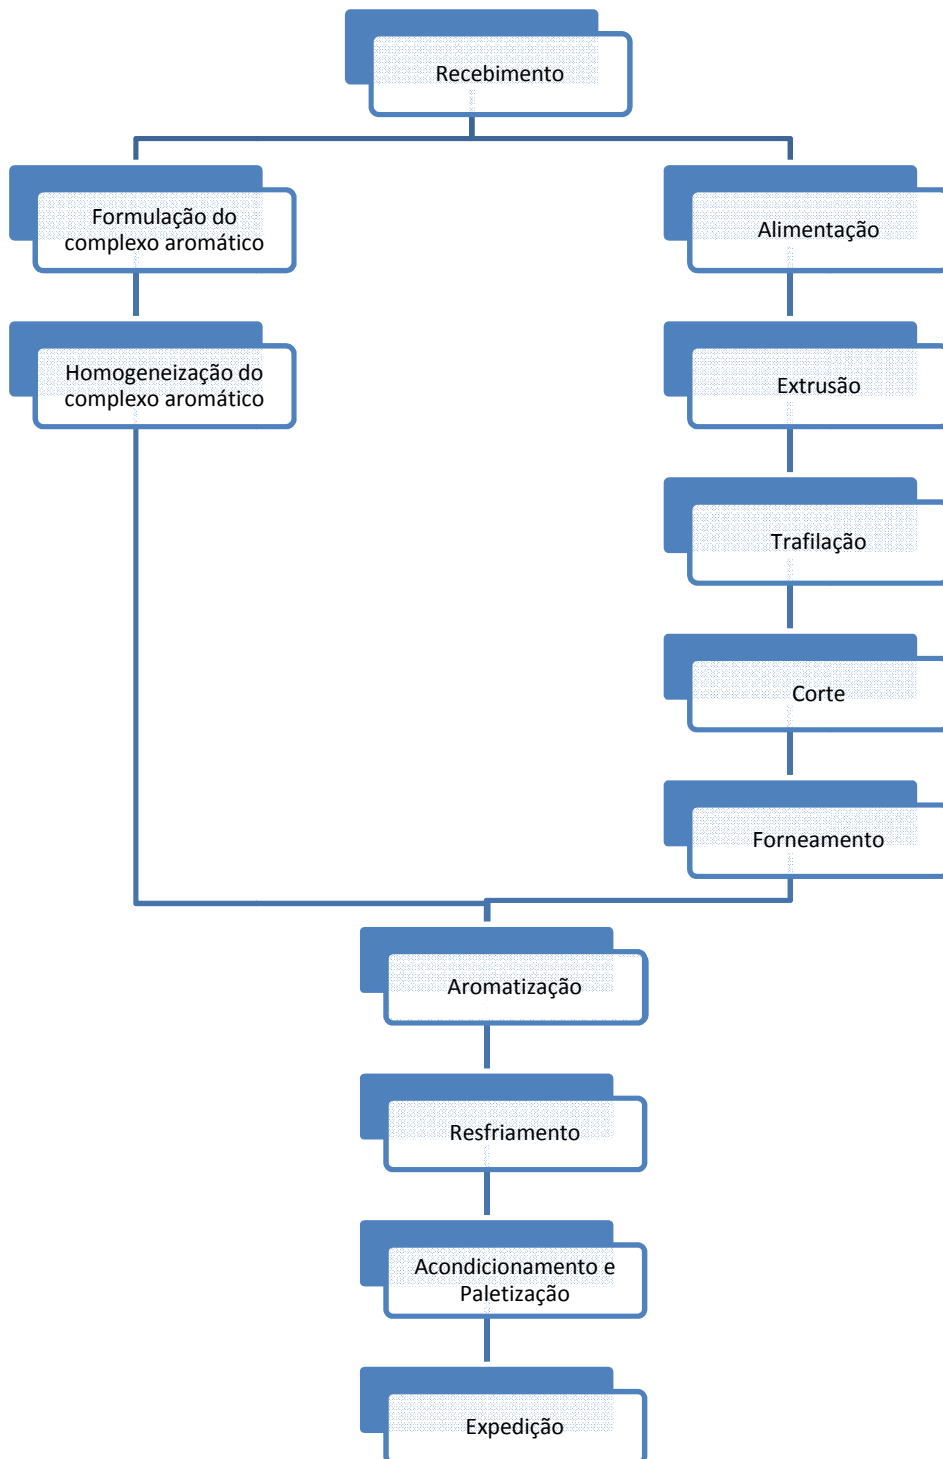 Recebimento
Formulação do
complexo aromático
Homogeneização do
complexo aromático
Alimentação
Extrusão
Trafilação
Corte
Forneamento
Aromatização
Resfriamento
Acondicionamento e
Paletização
Expedição